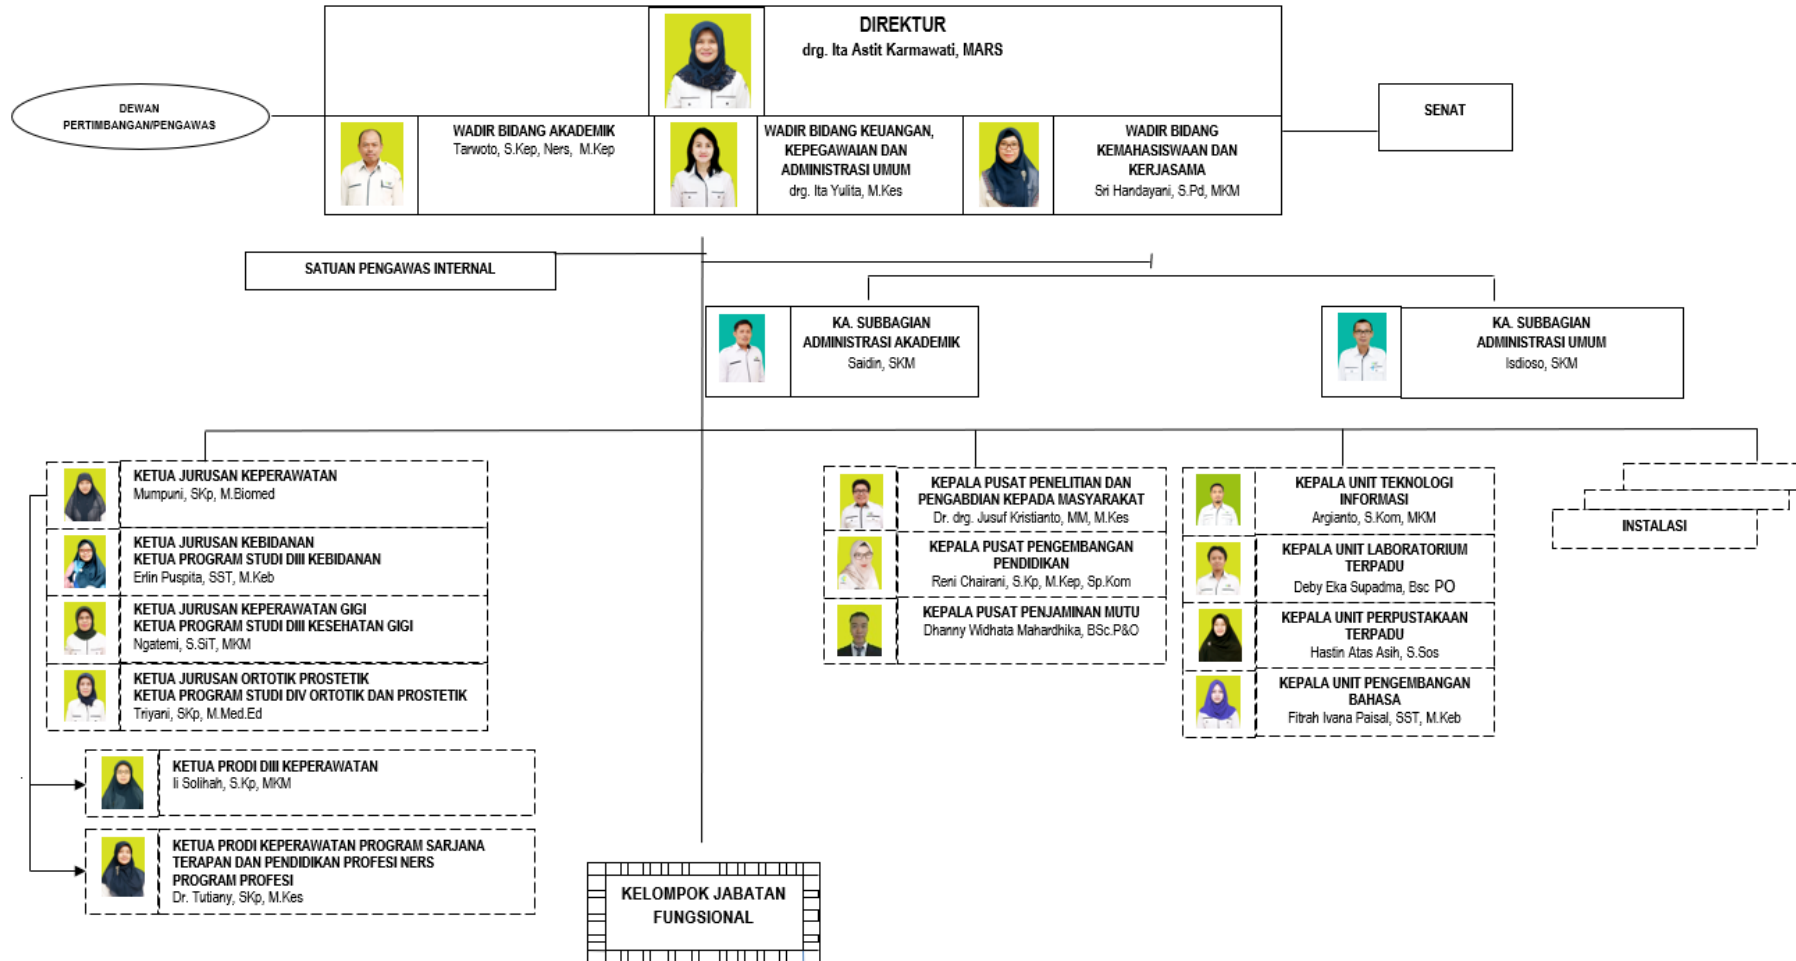 DIREKTUR
drg. Ita Astit Karmawati, MARS
DEWAN
PERTIMBANGAN/PENGAWAS
SENAT
WADIR BIDANG AKADEMIK
Tarwoto, S.Kep, Ners, M.Kep
WADIR BIDANG KEUANGAN,
KEPEGAWAIAN DAN
ADMINISTRASI UMUM
drg. Ita Yulita, M.Kes
WADIR BIDANG
KEMAHASISWAAN DAN
KERJASAMA
Sri Handayani, S.Pd, MKM
SATUAN PENGAWAS INTERNAL
KA. SUBBAGIAN
ADMINISTRASI AKADEMIK
Saidin, SKM
KA. SUBBAGIAN
ADMINISTRASI UMUM
Isdioso, SKM
KETUA JURUSAN KEPERAWATAN
Mumpuni, SKp, M.Biomed
KETUA JURUSAN KEBIDANAN
KETUA PROGRAM STUDI DIII KEBIDANAN
Erlin Puspita, SST, M.Keb
KETUA JURUSAN KEPERAWATAN GIGI
KETUA PROGRAM STUDI DIII KESEHATAN GIGI
Ngatemi, S.SiT, MKM
KETUA JURUSAN ORTOTIK PROSTETIK
KETUA PROGRAM STUDI DIV ORTOTIK DAN PROSTETIK
Triyani, SKp, M.Med.Ed
KETUA PRODI DIII KEPERAWATAN
Ii Solihah, S.Kp, MKM
KETUA PRODI KEPERAWATAN PROGRAM SARJANA
TERAPAN DAN PENDIDIKAN PROFESI NERS
PROGRAM PROFESI
Dr. Tutiany, SKp, M.Kes
KEPALA PUSAT PENELITIAN DAN
PENGABDIAN KEPADA MASYARAKAT
Dr. drg. Jusuf Kristianto, MM, M.Kes
KEPALA PUSAT PENGEMBANGAN
PENDIDIKAN
Reni Chairani, S.Kp, M.Kep, Sp.Kom
KEPALA PUSAT PENJAMINAN MUTU
Dhanny Widhata Mahardhika, BSc.P&O
KEPALA UNIT TEKNOLOGI
INFORMASI
Argianto, S.Kom, MKM
KEPALA UNIT LABORATORIUM
TERPADU
Deby Eka Supadma, Bsc PO
KEPALA UNIT PERPUSTAKAAN
TERPADU
Hastin Atas Asih, S.Sos
KEPALA UNIT PENGEMBANGAN
BAHASA
Fitrah Ivana Paisal, SST, M.Keb
INSTALASI
KELOMPOK JABATAN
FUNGSIONAL